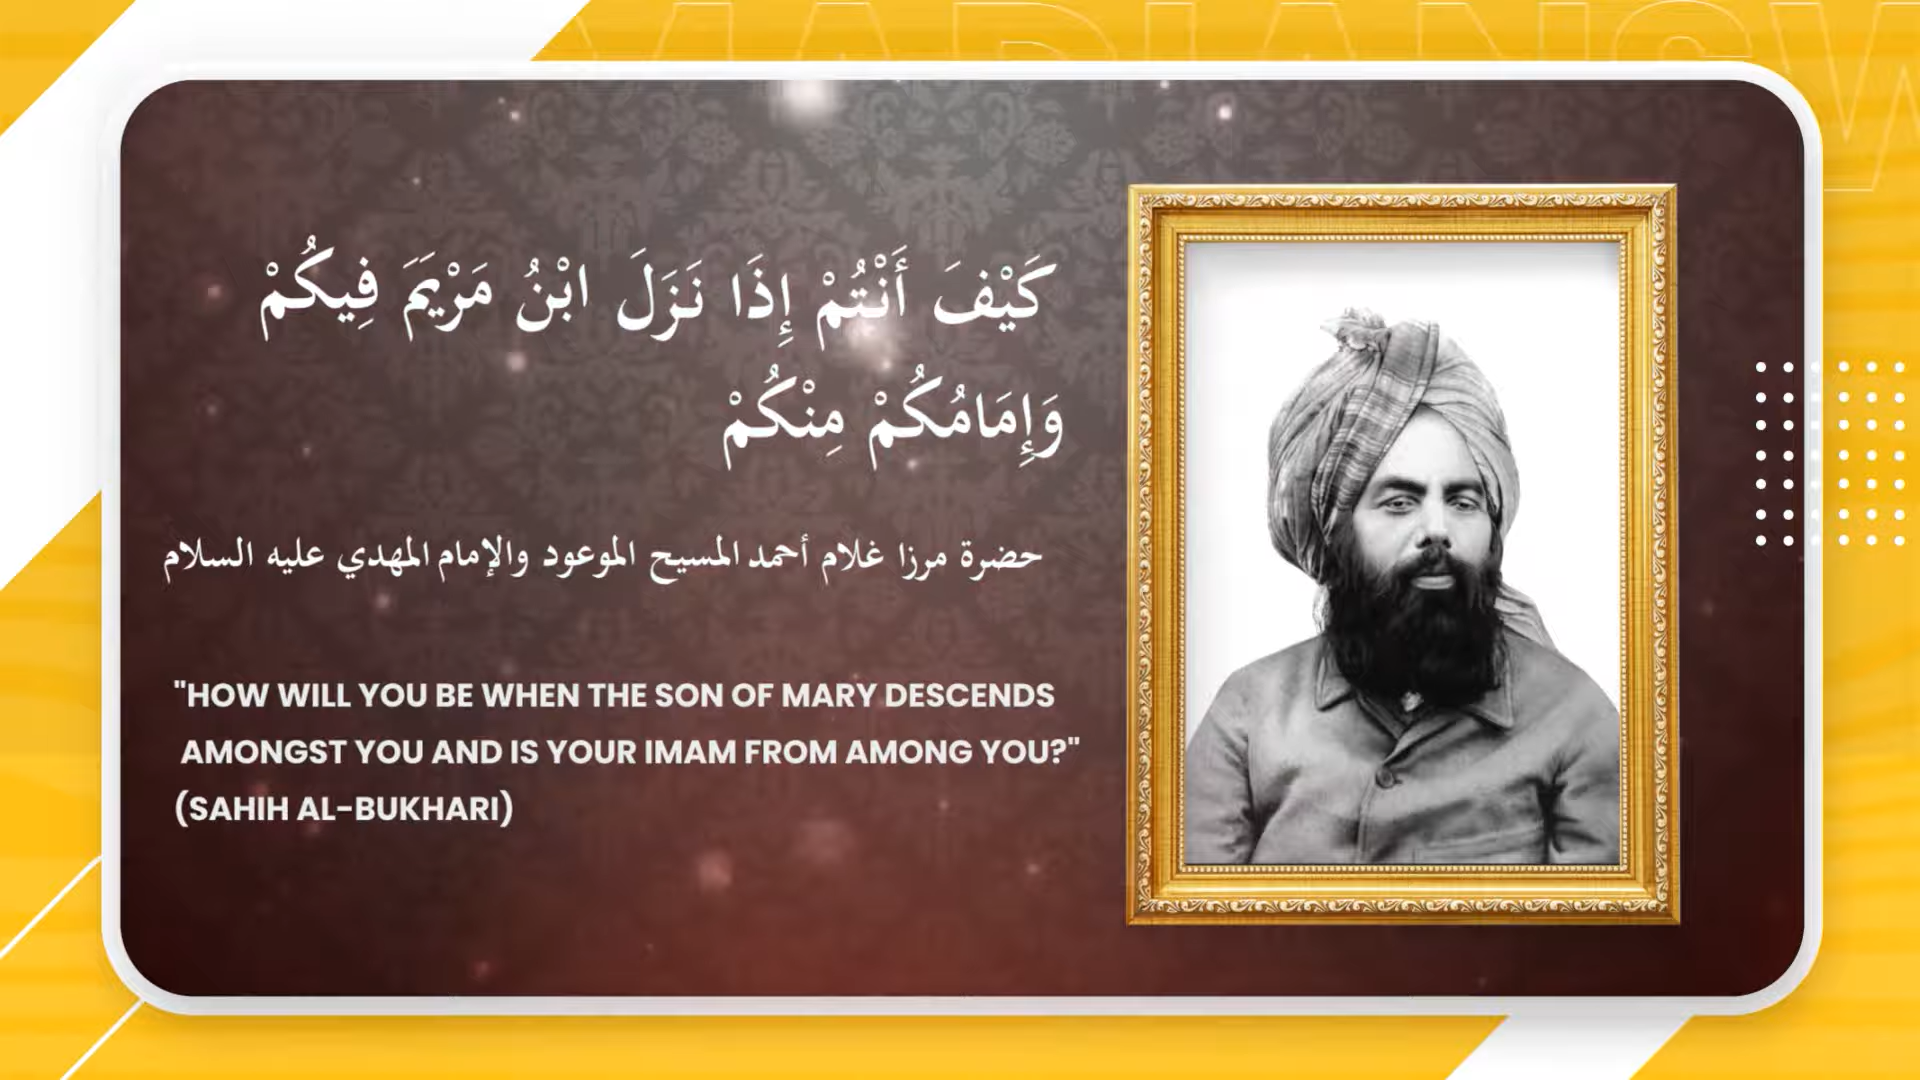 كَيْفَ أَنْتُمْ إِذَا نَزَلَ ابْنُ مَرْيَمَ فِيكُمْ
وَإِمَامُكُمْ مِنْكُمْ
حضرة مرزا غلام أحمد المسيح الموعود والإمام المهدي عليه السلام
"HOW WILL YOU BE WHEN THE SON OF MARY DESCENDS
AMONGST YOU AND IS YOUR IMAM FROM AMONG YOU?"
(SAHIH AL-BUKHARI)